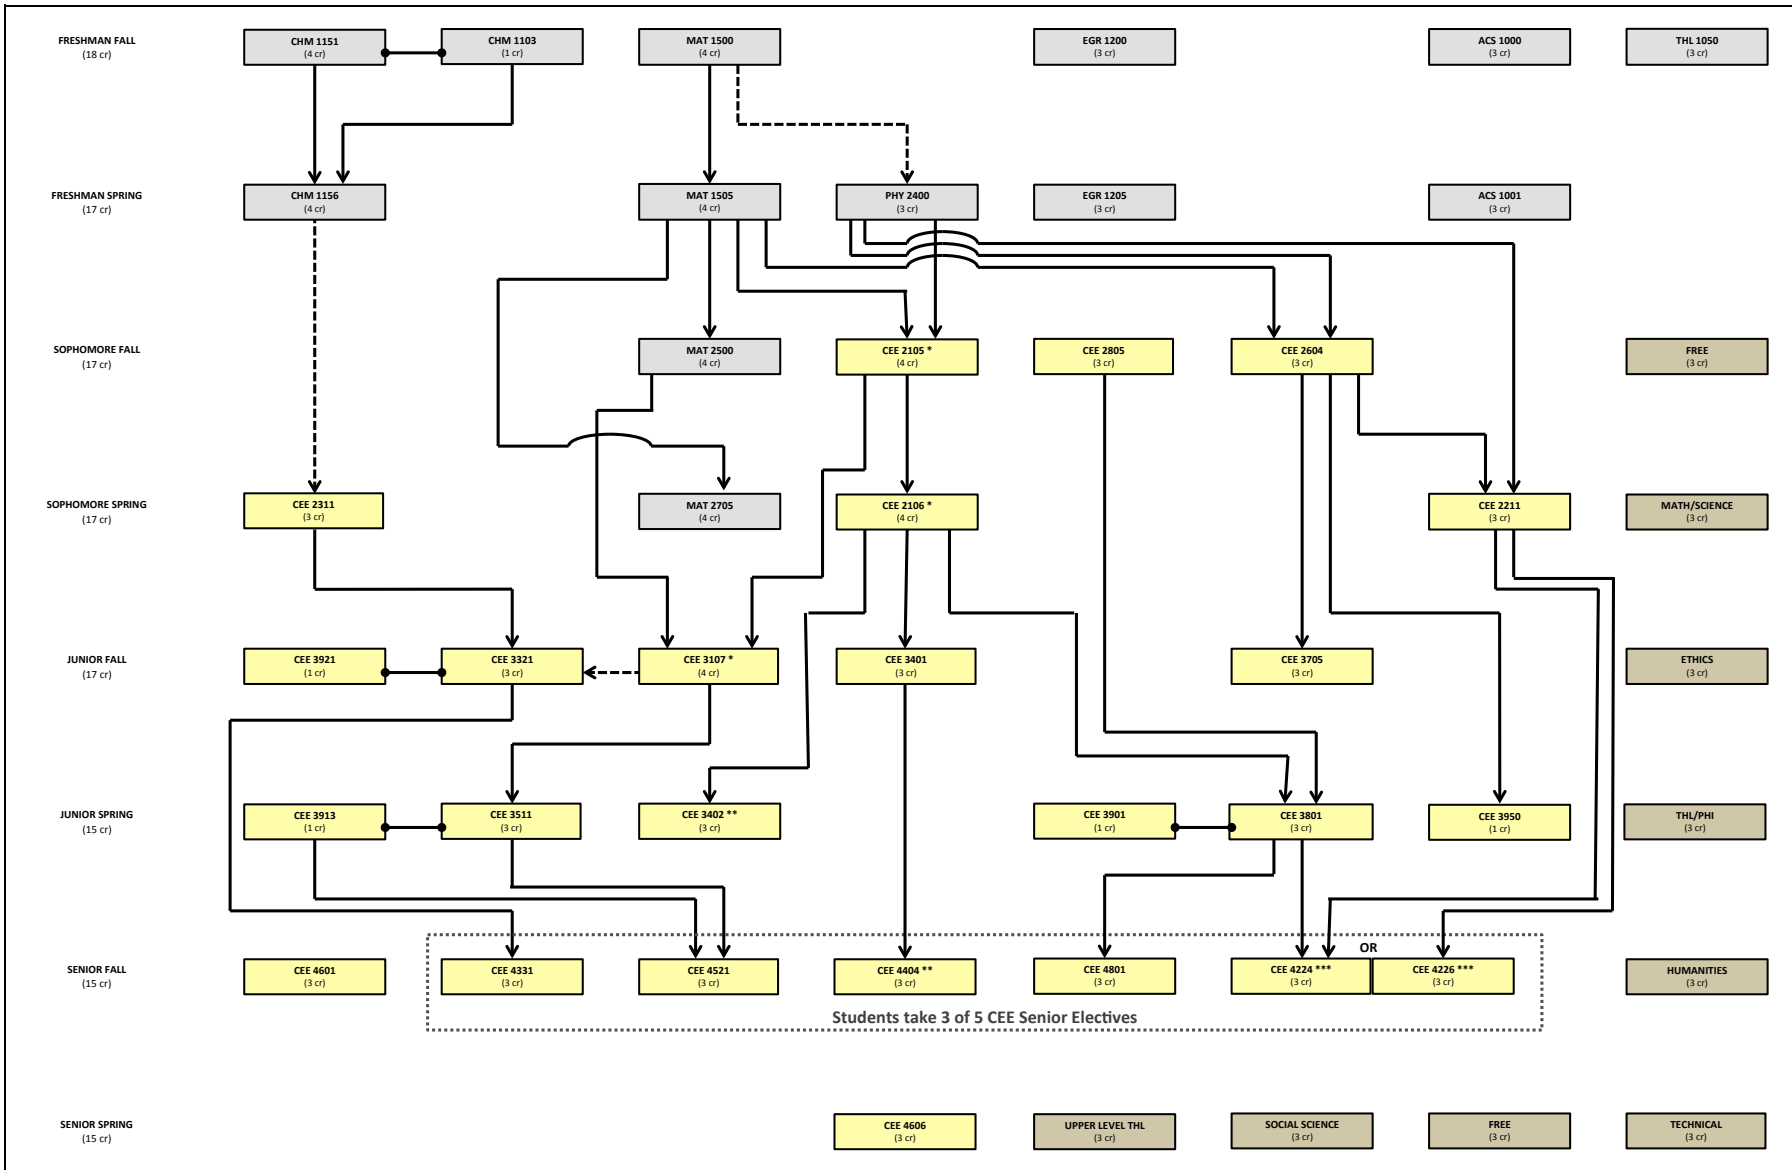 FRESHMAN FALL
(18 cr)
CHM 1151
(4 cr)
CHM 1103
(1 cr)
MAT 1500
(4 cr)
EGR 1200
(3 cr)
ACS 1000
(3 cr)
THL 1050
(3 cr)
FRESHMAN SPRING
(17 cr)
CHM 1156
(4 cr)
MAT 1505
(4 cr)
PHY 2400
(3 cr)
EGR 1205
(3 cr)
ACS 1001
(3 cr)
SOPHOMORE FALL
(17 cr)
MAT 2500
(4 cr)
CEE 2105 *
(4 cr)
CEE 2805
(3 cr)
CEE 2604
(3 cr)
FREE
(3 cr)
SOPHOMORE SPRING
(17 cr)
CEE 2311
(3 cr)
MAT 2705
(4 cr)
CEE 2106 *
(4 cr)
CEE 2211
(3 cr)
MATH/SCIENCE
(3 cr)
JUNIOR FALL
(17 cr)
CEE 3921
(1 cr)
CEE 3321
(3 cr)
CEE 3107 *
(4 cr)
CEE 3401
(3 cr)
CEE 3705
(3 cr)
ETHICS
(3 cr)
JUNIOR SPRING
(15 cr)
CEE 3913
(1 cr)
CEE 3511
(3 cr)
CEE 3402 **
(3 cr)
CEE 3901
(1 cr)
CEE 3801
(3 cr)
CEE 3950
(1 cr)
THL/PHI
(3 cr)
OR
SENIOR FALL
(15 cr)
CEE 4601
(3 cr)
CEE 4331
(3 cr)
CEE 4521
(3 cr)
CEE 4404 **
(3 cr)
CEE 4801
(3 cr)
CEE 4224 ***
(3 cr)
CEE 4226 ***
(3 cr)
HUMANITIES
(3 cr)
Students take 3 of 5 CEE Senior Electives
SENIOR SPRING
(15 cr)
CEE 4606
(3 cr)
UPPER LEVEL THL
(3 cr)
SOCIAL SCIENCE
(3 cr)
FREE
(3 cr)
TECHNICAL
(3 cr)